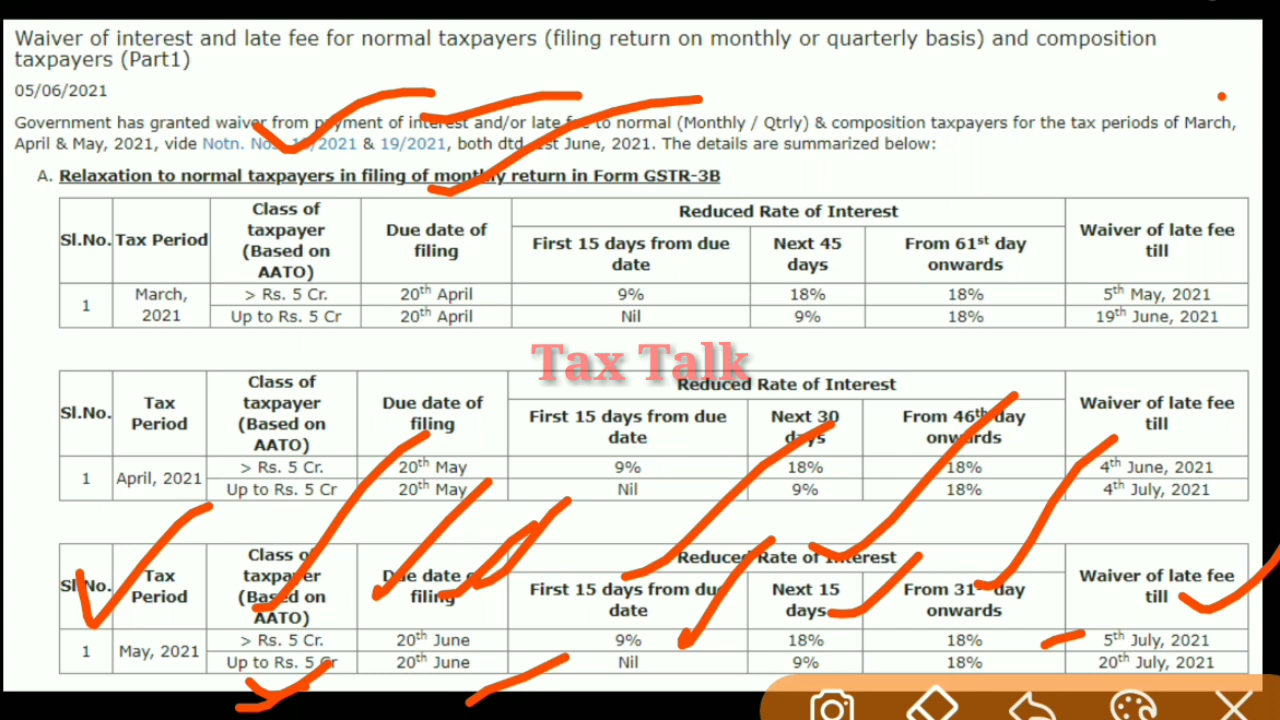 Waiver of interest and late fee for normal taxpayers (filing return on monthly or quarterly basis) and composition
taxpayers (Part1)
05/06/2021
Government has granted waiver from payment of interest and/or late fee to normal (Monthly / Qtrly) & composition taxpayers for the tax periods of March,
April & May, 2021, vide Notn. Nos. /2021 & 19/2021, both dtd. 1st June, 2021. The details are summarized below:
A. Relaxation to normal taxpayers in filing of monthly return in Form GSTR-3B
Sl.No. Tax Period Class of taxpayer (Based on AATO) Due date of filing Reduced Rate of Interest Waiver of late fee till
First 15 days from due date Next 45 days From 61st day onwards
1 March, 2021 > Rs. 5 Cr. 20th April 9% 18% 18% 5th May, 2021
Up to Rs. 5 Cr 20th April Nil 9% 18% 19th June, 2021
Tax Talk
Sl.No. Tax Period Class of taxpayer (Based on AATO) Due date of filing Reduced Rate of Interest Waiver of late fee till
First 15 days from due date Next 30 days From 46th day onwards
1 April, 2021 > Rs. 5 Cr. 20th May 9% 18% 18% 4th June, 2021
Up to Rs. 5 Cr 20th May Nil 9% 18% 4th July, 2021
Sl.No. Tax Period Class of taxpayer (Based on AATO) Due date of filing Reduced Rate of Interest Waiver of late fee till
First 15 days from due date Next 15 days From 31st day onwards
1 May, 2021 > Rs. 5 Cr. 20th June 9% 18% 18% 5th July, 2021
Up to Rs. 5 Cr 20th June Nil 9% 18% 20th July, 2021